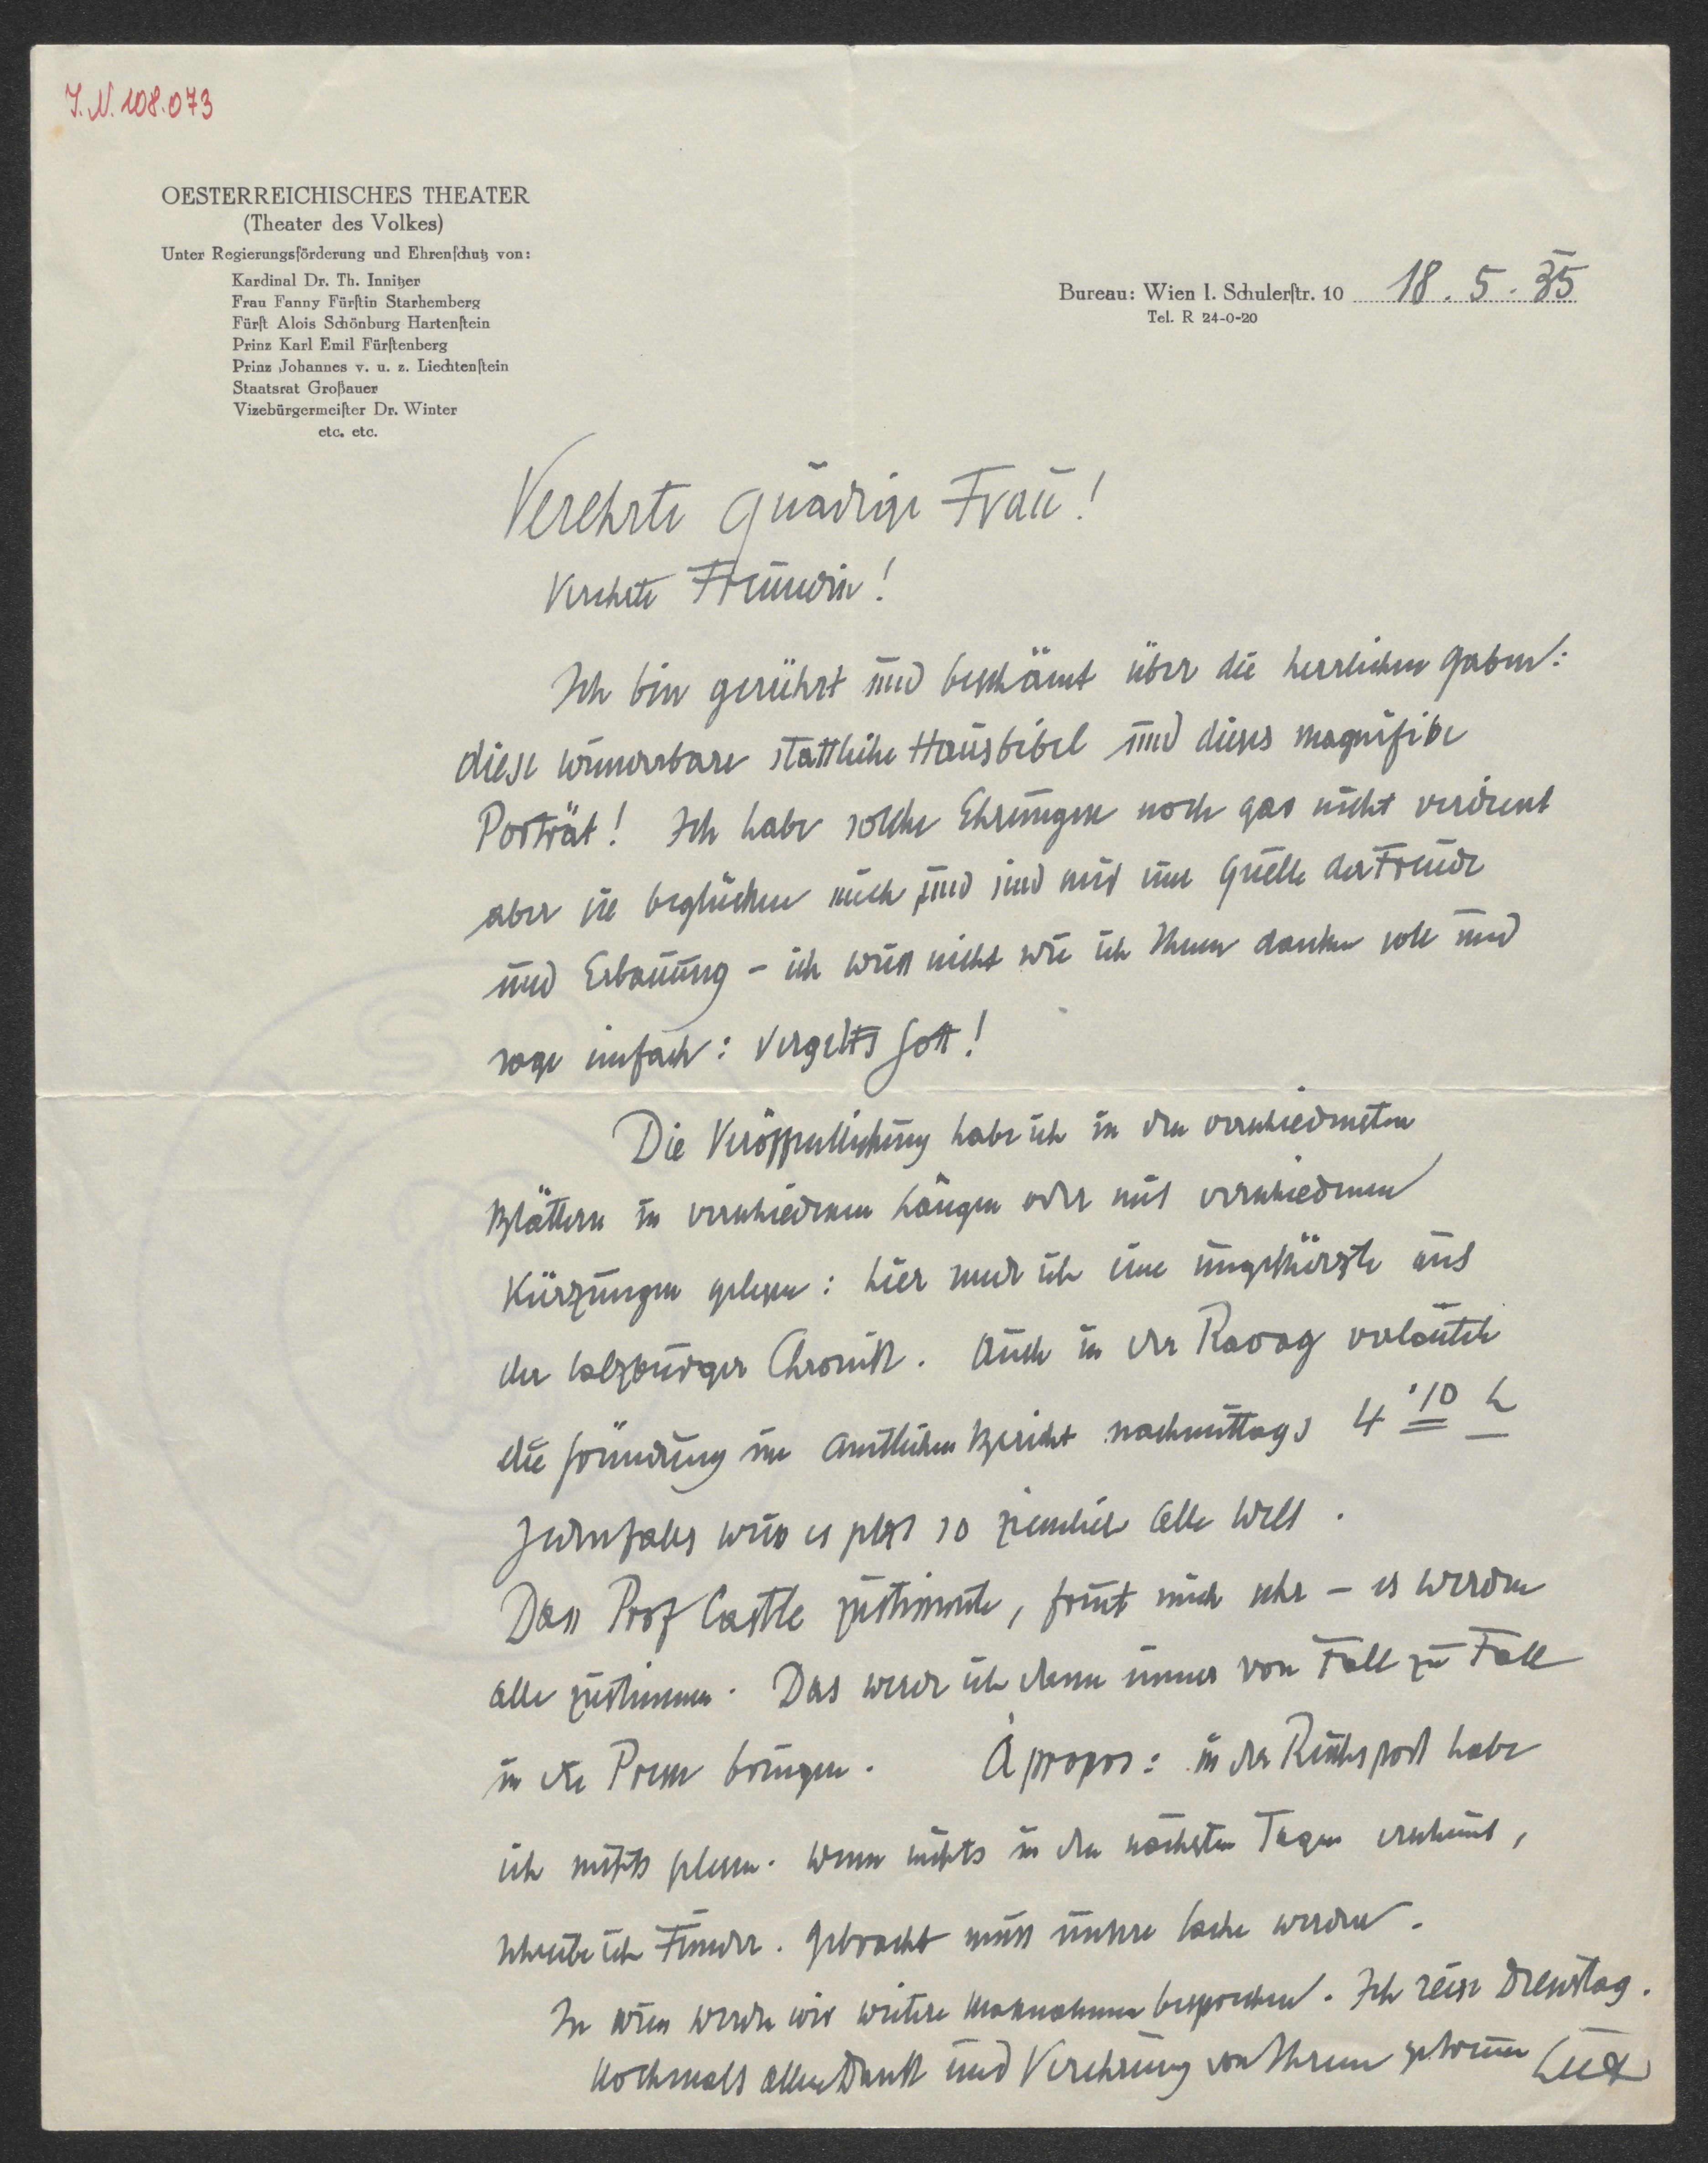 I.N. 108.073
OESTERREICHISCHES THEATER
(Theater des Volkes)
Unter Regierungsförderung und Ehrenſchutz von:
Kardinal Dr. Th. Innitzer
Frau Fanny Fürſtin Starhemberg
Fürſt Alois Schönburg Hartenſtein
Prinz Karl Emil Fürſtenberg
Prinz Johannes v. u. z. Liechtenſtein
Staatsrat Großauer
Vizebürgermeiſter Dr. Winter
etc. etc.
Bureau: Wien I. Schulerſtr. 10 18. 5. 35
Tel. R 24-0-20
Verehrte gnädige Frau!
Verehrte Freundin!
Ich bin gerührt und beschämt über die herrlichen Gaben:
diese wunderbare stattliche Hausbibel und dieses magnifike
Porträt! Ich habe solche Ehrungen noch gar nicht verdient
aber sie beglücken mich und sind mir eine Quelle der Freude
und Erbauung – ich weiss nicht wie ich Ihnen danken soll und
sage einfach: Vergelts Gott!
Die Veröffentlichung habe ich in den verschiedensten
Blättern in verschiedenen Längen oder mit verschiedenen
Kürzungen gelesen: hier sende ich eine ungekürzte aus
der Salzburger Chronik. Auch in der Ravag verlautete
die Gründung im amtlichen Bericht nachmittags 4 10 h
Jedenfalls weiss es jetzt so ziemlich alle Welt.
Dass Prof Castle zustimmte, freut mich sehr – es werden
alle zustimmen. Das werde ich dann immer von Fall zu Fall
in die Presse bringen. Apropos: in der Reichspost habe
ich nichts gelesen. Wenn nichts in den nächsten Tagen erscheint,
schreibe ich Funder. Gebracht muss unsere Sache werden.
In Wien werden wir weitere Massnahmen besprechen. Ich reise Dienstag.
Nochmals allen Dank und Verehrung von Ihrem getreuen